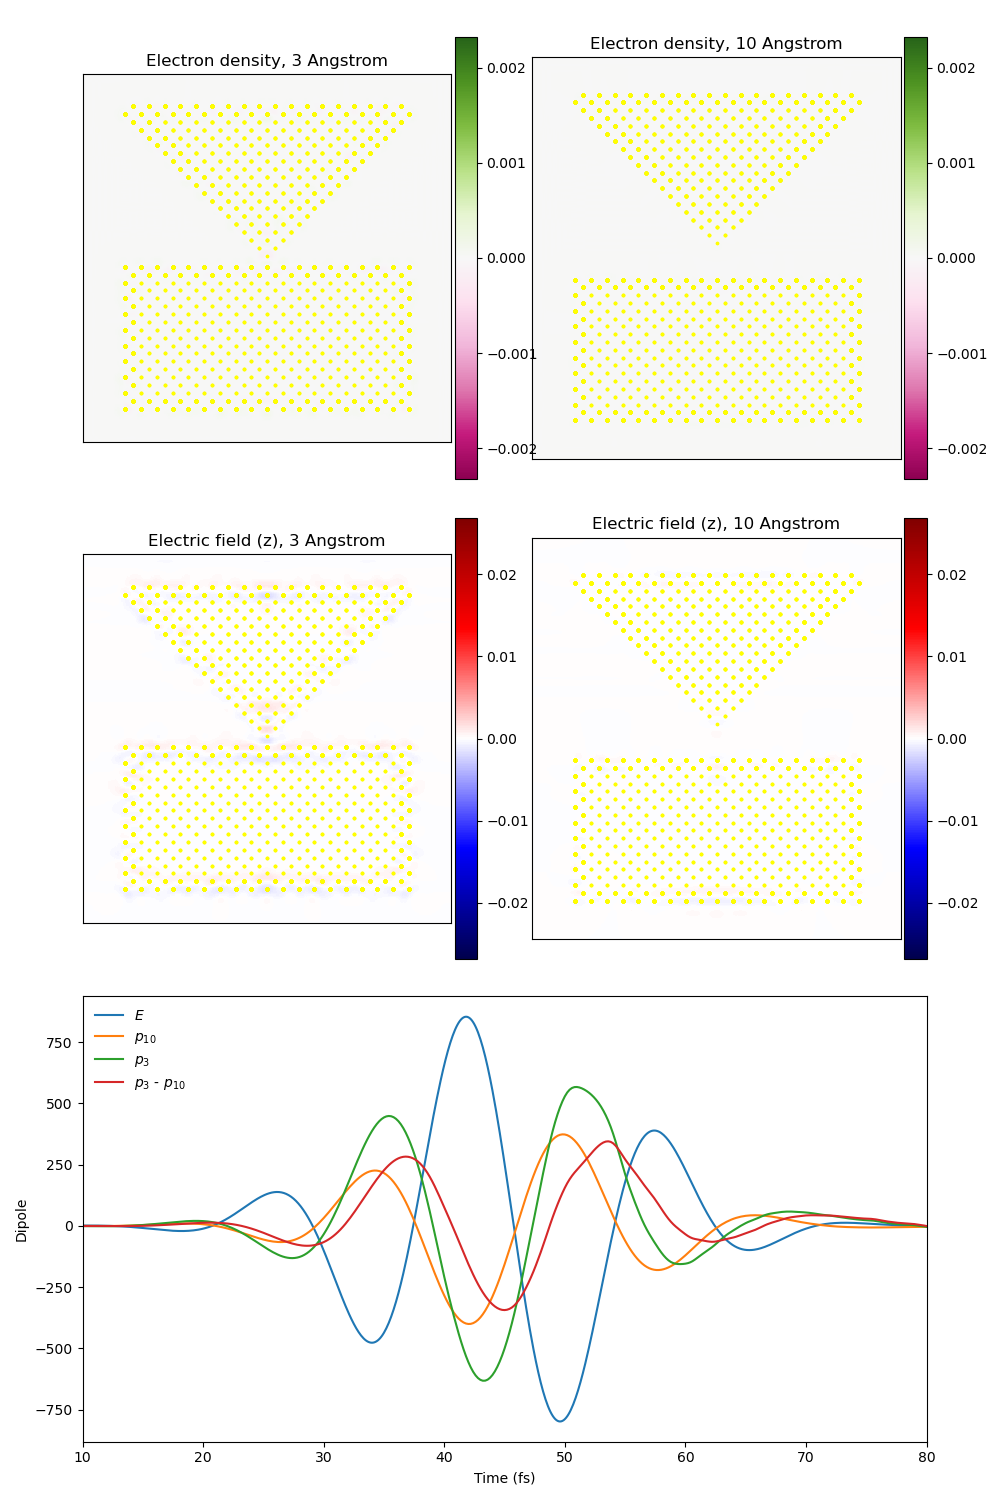 Electron density, 3 Angstrom
0.002
0.001
0.000
−0.001
−0.002
Electron density, 10 Angstrom
0.002
0.001
0.000
−0.001
−0.002
Electric field (z), 3 Angstrom
0.02
0.01
0.00
−0.01
−0.02
Electric field (z), 10 Angstrom
0.02
0.01
0.00
−0.01
−0.02
E
p10
p3
p3 - p10
Dipole
750
500
250
0
−250
−500
−750
10 20 30 40 50 60 70 80
Time (fs)